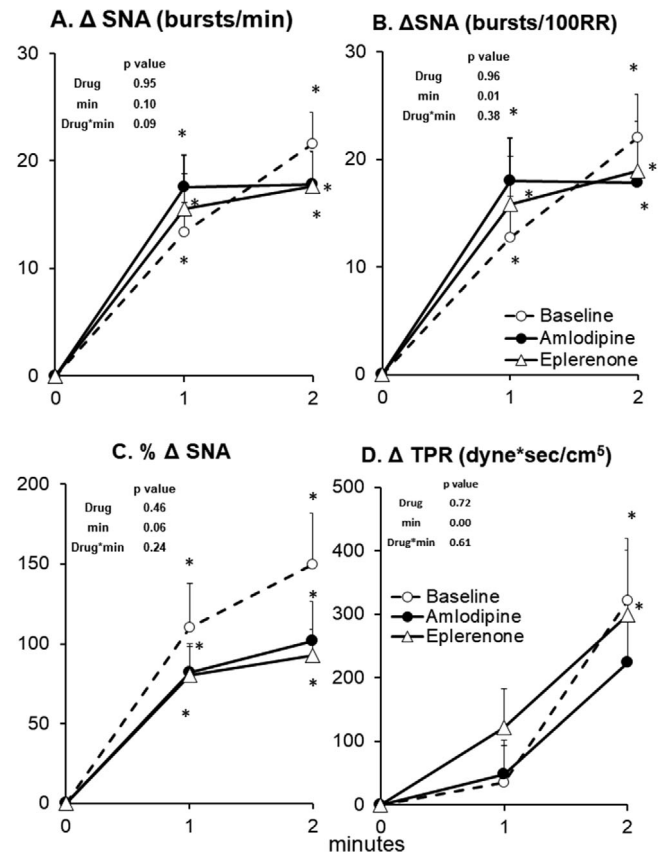 A. Δ SNA (bursts/min)
p value
Drug 0.95
min 0.10
Drug*min 0.09
30
20
10
0
0 1 2
* * * * * *
B. ΔSNA (bursts/100RR)
p value
Drug 0.96
min 0.01
Drug*min 0.38
30
20
10
0
0 1 2
* * * * * *
Baseline
Amlodipine
Eplerenone
C. % Δ SNA
p value
Drug 0.46
min 0.06
Drug*min 0.24
200
150
100
50
0
0 1 2
* * * * * *
D. Δ TPR (dyne*sec/cm⁵)
p value
Drug 0.72
min 0.00
Drug*min 0.61
500
400
300
200
100
0
0 1 2
* *
Baseline
Amlodipine
Eplerenone
minutes